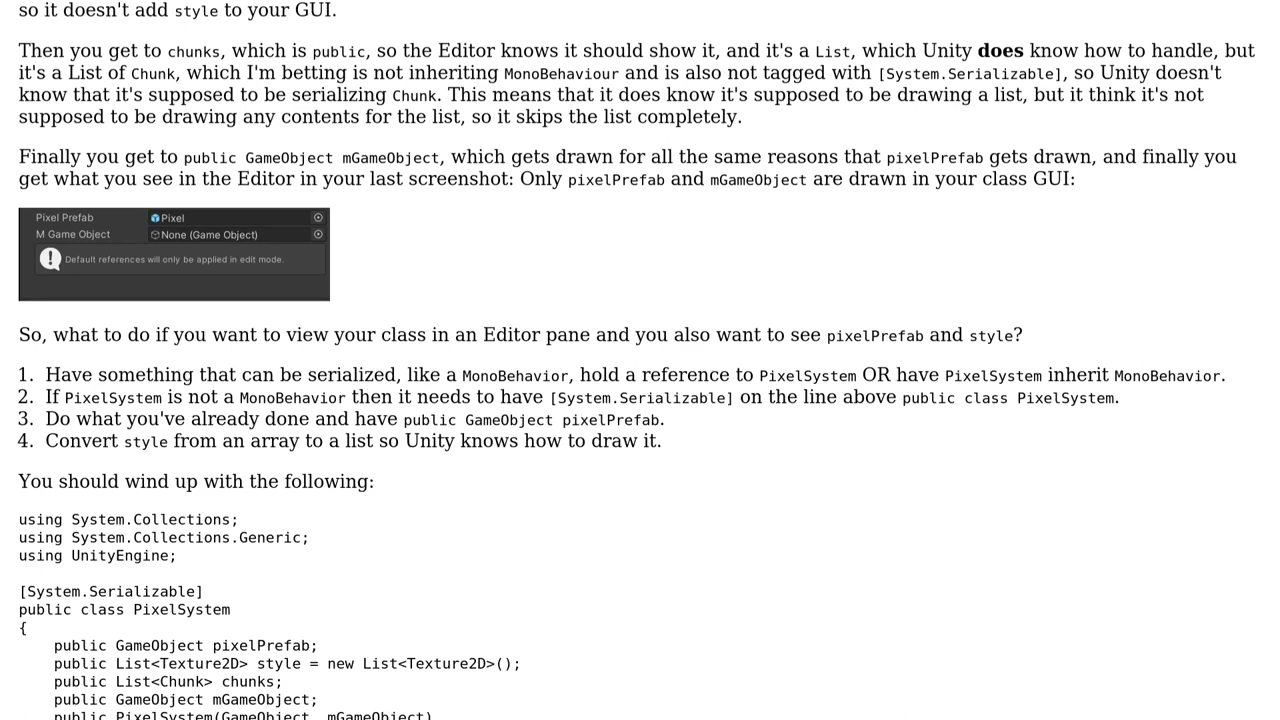 so it doesn't add style to your GUI.
Then you get to chunks, which is public, so the Editor knows it should show it, and it's a List, which Unity does know how to handle, but
it's a List of Chunk, which I'm betting is not inheriting MonoBehaviour and is also not tagged with [System.Serializable], so Unity doesn't
know that it's supposed to be serializing Chunk. This means that it does know it's supposed to be drawing a list, but it think it's not
supposed to be drawing any contents for the list, so it skips the list completely.
Finally you get to public GameObject mGameObject, which gets drawn for all the same reasons that pixelPrefab gets drawn, and finally you
get what you see in the Editor in your last screenshot: Only pixelPrefab and mGameObject are drawn in your class GUI:
Pixel Prefab Pixel
M Game Object None (Game Object)
Default references will only be applied in edit mode.
So, what to do if you want to view your class in an Editor pane and you also want to see pixelPrefab and style?
1. Have something that can be serialized, like a MonoBehavior, hold a reference to PixelSystem OR have PixelSystem inherit MonoBehavior.
2. If PixelSystem is not a MonoBehavior then it needs to have [System.Serializable] on the line above public class PixelSystem.
3. Do what you've already done and have public GameObject pixelPrefab.
4. Convert style from an array to a list so Unity knows how to draw it.
You should wind up with the following:
using System.Collections;
using System.Collections.Generic;
using UnityEngine;
[System.Serializable]
public class PixelSystem
{
public GameObject pixelPrefab;
public List<Texture2D> style = new List<Texture2D>();
public List<Chunk> chunks;
public GameObject mGameObject;
public PixelSystem(GameObject _mGameObject)